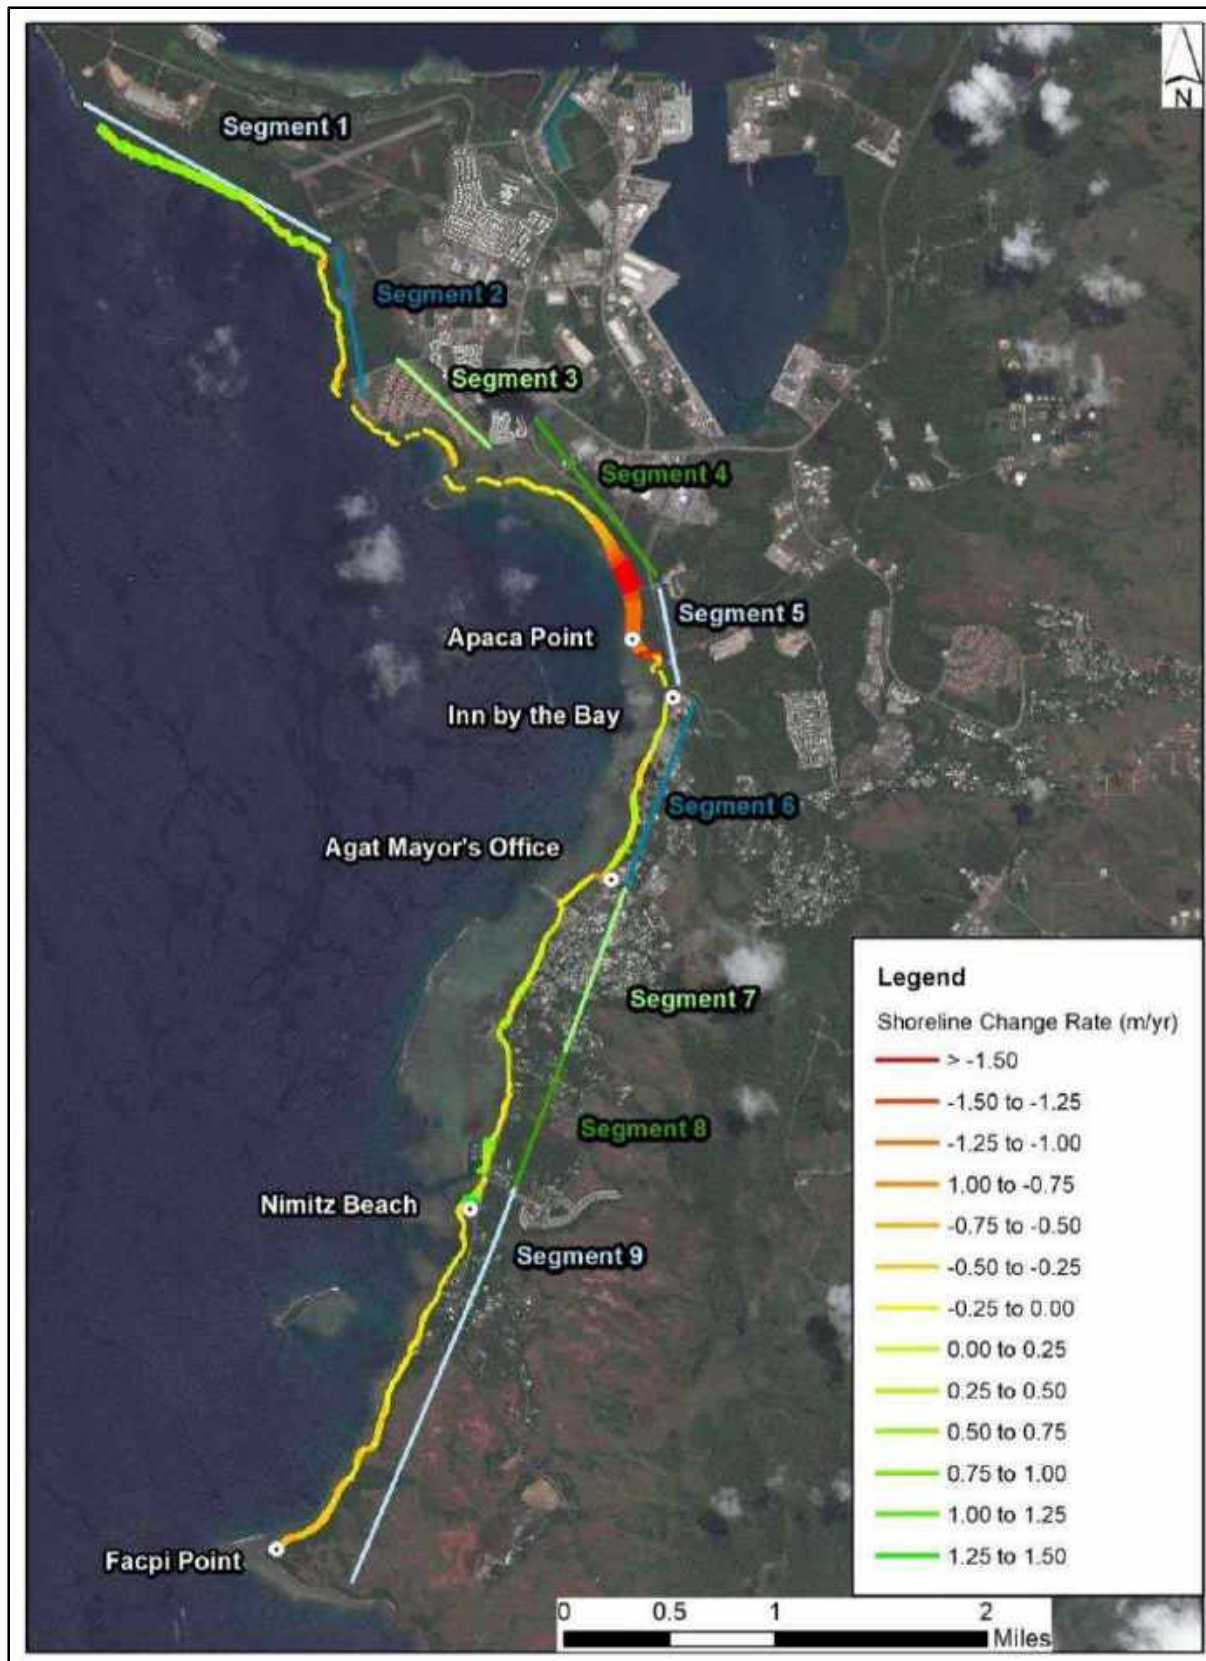 N
Segment 1
Segment 2
Segment 3
Segment 4
Segment 5
Apaca Point
Inn by the Bay
Segment 6
Agat Mayor's Office
Segment 7
Segment 8
Nimitz Beach
Segment 9
Facpi Point
Legend
Shoreline Change Rate (m/yr)
> -1.50
-1.50 to -1.25
-1.25 to -1.00
1.00 to -0.75
-0.75 to -0.50
-0.50 to -0.25
-0.25 to 0.00
0.00 to 0.25
0.25 to 0.50
0.50 to 0.75
0.75 to 1.00
1.00 to 1.25
1.25 to 1.50
0 0.5 1 2
Miles